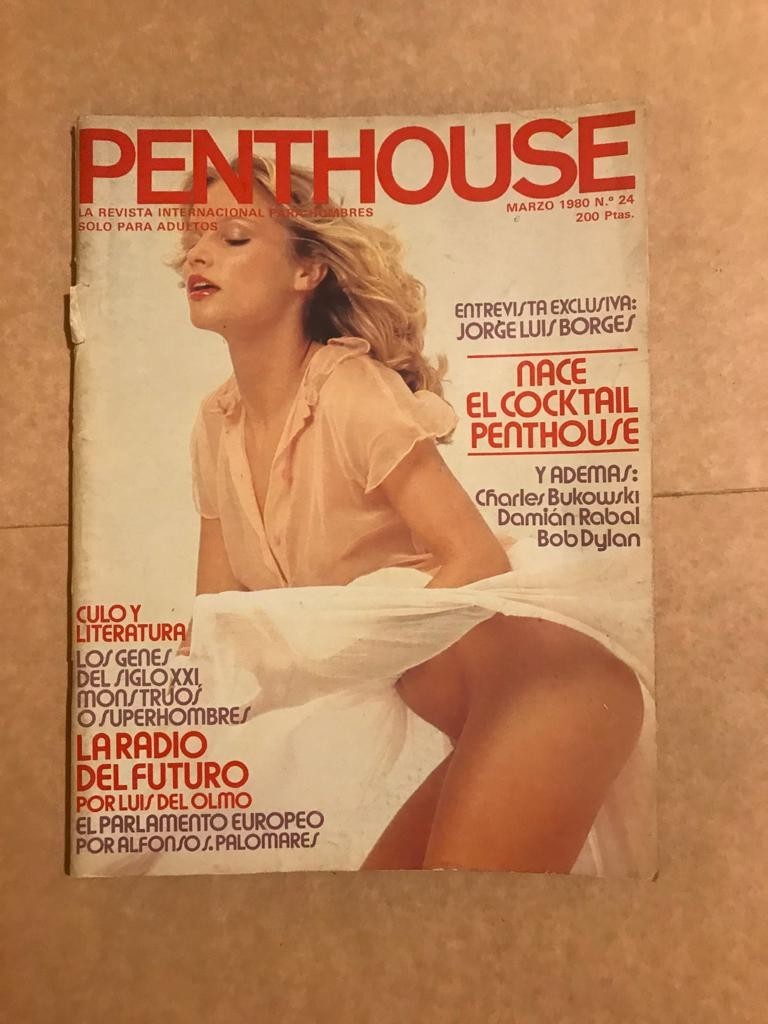 PENTHOUSE
LA REVISTA INTERNACIONAL PARA HOMBRES
SOLO PARA ADULTOS
MARZO 1980 N.º 24
200 Ptas.
ENTREVISTA EXCLUSIVA:
JORGE LUIS BORGES
NACE
EL COCKTAIL
PENTHOUSE
Y ADEMAS:
Charles Bukowski
Damián Rabal
Bob Dylan
CULO Y
LITERATURA
LOS GENES
DEL SIGLO XXI,
MONSTRUOS
O SUPERHOMBRES
LA RADIO
DEL FUTURO
POR LUIS DEL OLMO
EL PARLAMENTO EUROPEO
POR ALFONSO S. PALOMARES